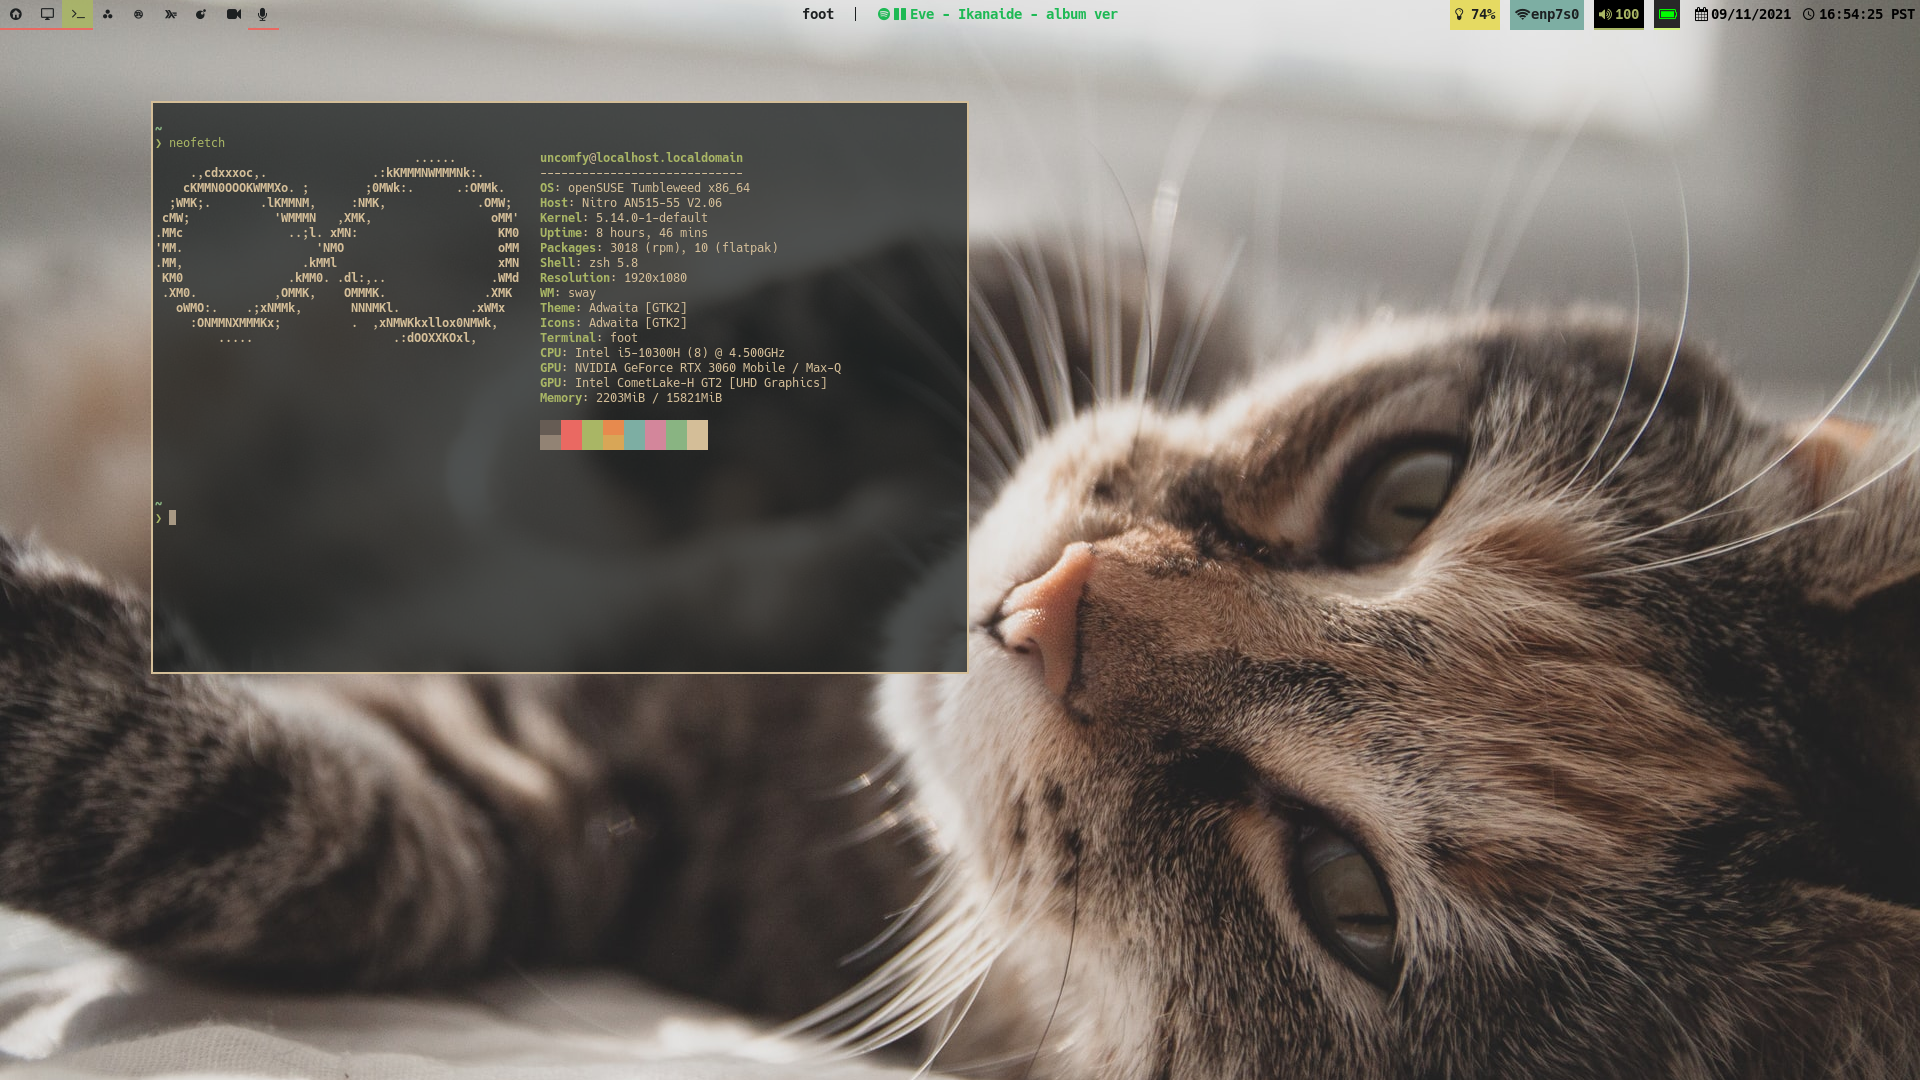 foot | Eve - Ikanaide - album ver
74% enp7s0 100 09/11/2021 16:54:25 PST
~
❯ neofetch
......
.,cdxxxoc,. .:kKMMMNWMMMNk:.
cKMMN0OOOKWMMXo. ; ;0MWk:. .:OMMk.
;WMK;. .lKMMNM, :NMK, .OMW;
cMW; 'WMMMN ,XMK, oMM'
.MMc ..;l. xMN: KM0
'MM. 'NMO oMM
.MM, .kMMl xMN
KM0 .kMM0. .dl:,.. .WMd
.XM0. ,OMMK, OMMMK. .XMK
oWMO:. .;xNMMk, NNNMKl. .xWMx
:ONMMNXMMMKx; . ,xNMWKkxllox0NMWk,
..... .:dOOXXKOxl,
uncomfy@localhost.localdomain
-----------------------------
OS: openSUSE Tumbleweed x86_64
Host: Nitro AN515-55 V2.06
Kernel: 5.14.0-1-default
Uptime: 8 hours, 46 mins
Packages: 3018 (rpm), 10 (flatpak)
Shell: zsh 5.8
Resolution: 1920x1080
WM: sway
Theme: Adwaita [GTK2]
Icons: Adwaita [GTK2]
Terminal: foot
CPU: Intel i5-10300H (8) @ 4.500GHz
GPU: NVIDIA GeForce RTX 3060 Mobile / Max-Q
GPU: Intel CometLake-H GT2 [UHD Graphics]
Memory: 2203MiB / 15821MiB
~
❯